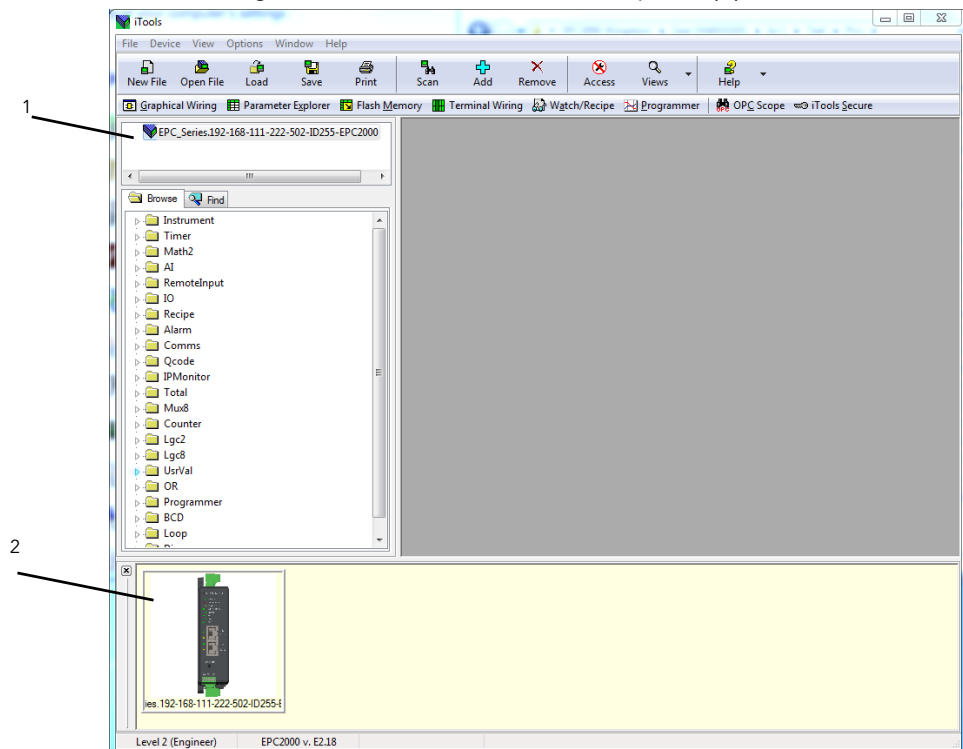 iTools
File Device View Options Window Help
New File Open File Load Save Print Scan Add Remove Access Views Help
Graphical Wiring Parameter Explorer Flash Memory Terminal Wiring Watch/Recipe Programmer OPC Scope iTools Secure
1
EPC_Series.192-168-111-222-502-ID255-EPC2000
Browse Find
Instrument
Timer
Math2
AI
RemoteInput
IO
Recipe
Alarm
Comms
Qcode
IPMonitor
Total
Mux8
Counter
Lgc2
Lgc8
UsrVal
OR
Programmer
BCD
Loop
2
ies.192-168-111-222-502-ID255-E
Level 2 (Engineer) EPC2000 v. E2.18